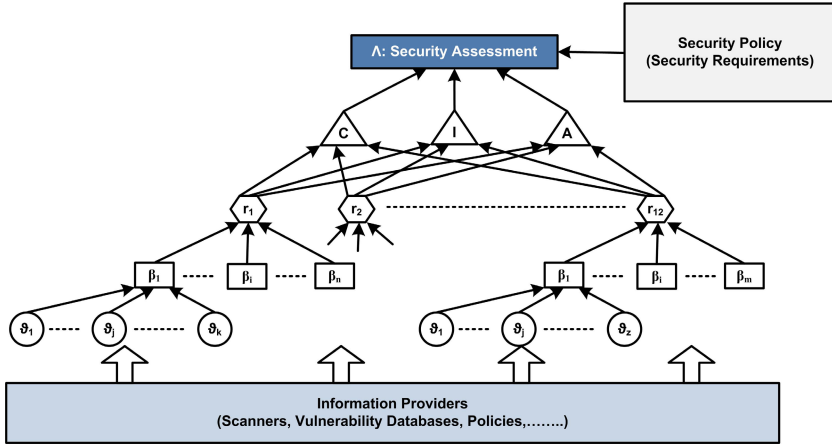 Λ: Security Assessment
Security Policy
(Security Requirements)
C I A
r1 r2 r12
β1 βi βn β1 βi βm
ϑ1 ϑj ϑk ϑ1 ϑj ϑz
Information Providers
(Scanners, Vulnerability Databases, Policies,……..)